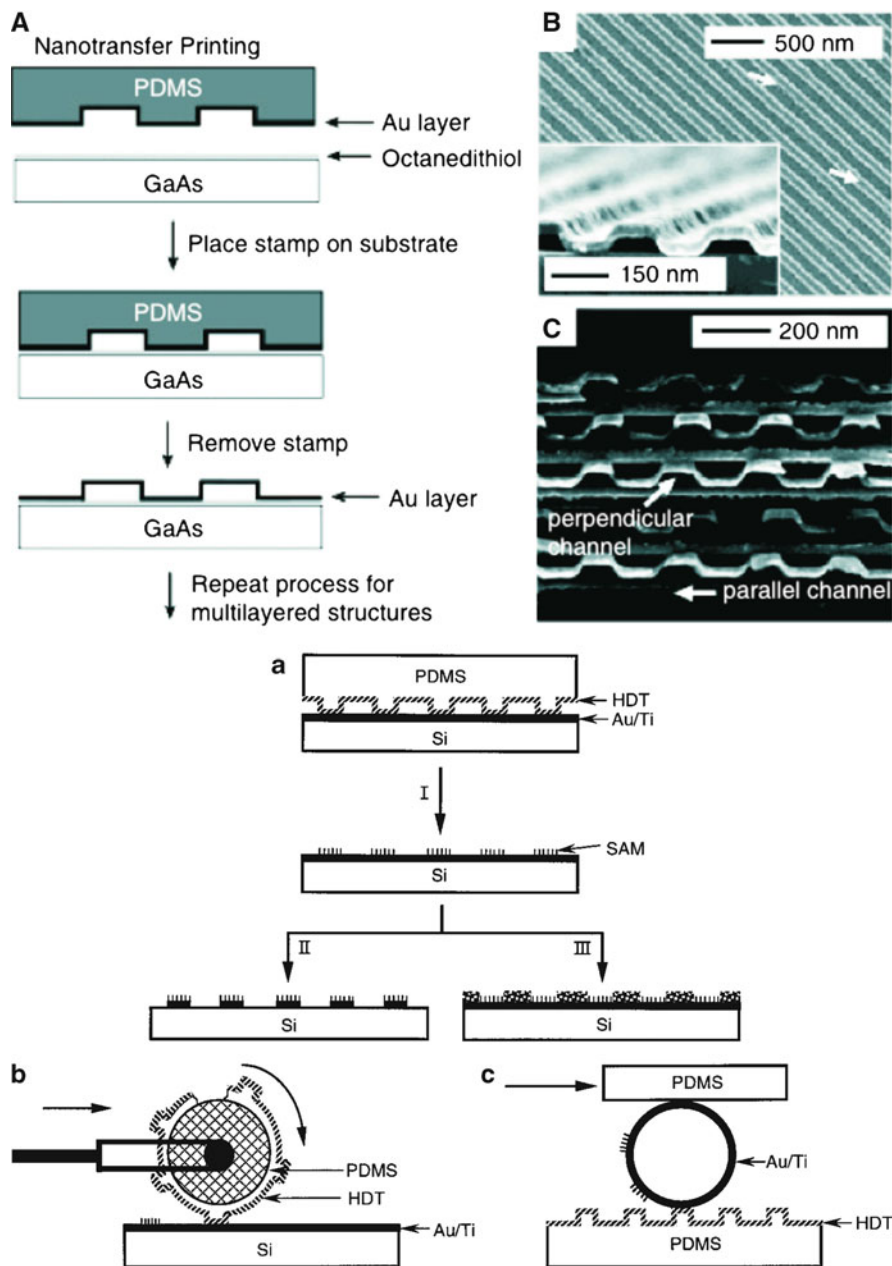 A
Nanotransfer Printing
PDMS
Au layer
Octanedithiol
GaAs
Place stamp on substrate
PDMS
GaAs
Remove stamp
Au layer
GaAs
Repeat process for
multilayered structures
B
500 nm
150 nm
C
200 nm
perpendicular
channel
parallel channel
a
PDMS
HDT
Au/Ti
Si
I
SAM
Si
II
III
Si
Si
b
PDMS
HDT
Au/Ti
Si
c
PDMS
Au/Ti
HDT
PDMS